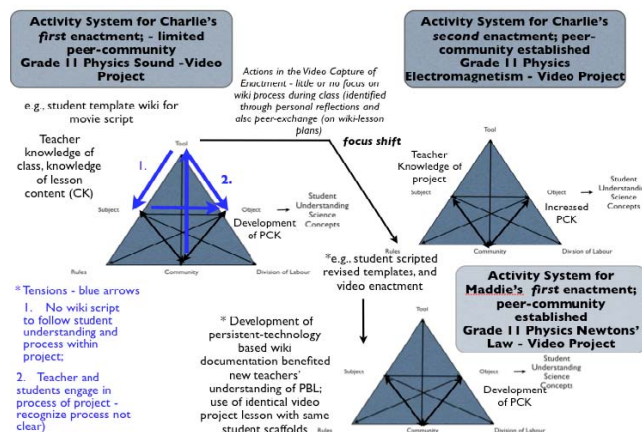 Activity System for Charlie's
first enactment; - limited
peer-community
Grade 11 Physics Sound -Video
Project
e.g., student template wiki for
movie script
Teacher
knowledge of
class, knowledge
of lesson
content (CK)
Tool
1.
2.
Subject
Object
Student
Understanding
Science
Concepts
Development
of PCK
Rules
Community
Division of Labour
* Tensions - blue arrows
1. No wiki script
to follow student
understanding and
process within
project;
2. Teacher and
students engage in
process of project -
recognize process not
clear)
Actions in the Video Capture of
Enactment - little or no focus on
wiki process during class (identified
through personal reflections and
also peer-exchange (on wiki-lesson
plans)
focus shift
Activity System for Charlie's
second enactment; peer-
community established
Grade 11 Physics
Electromagnetism - Video Project
Tool
Teacher
Knowledge of
project
Subject
Object
Student
Understanding
Science
Concepts
Increased
PCK
Rules
Community
Division of Labour
*e.g., student scripted
revised templates, and
video enactment
* Development of
persistent-technology
based wiki
documentation benefited
new teachers'
understanding of PBL;
use of identical video
project lesson with same
student scaffolds
Activity System for
Maddie's first enactment;
peer-community
established
Grade 11 Physics Newtons'
Law - Video Project
Tool
Subject
Object
Student
Understanding
Science
Concepts
Development
of PCK
Rules
Community
Division of Labour